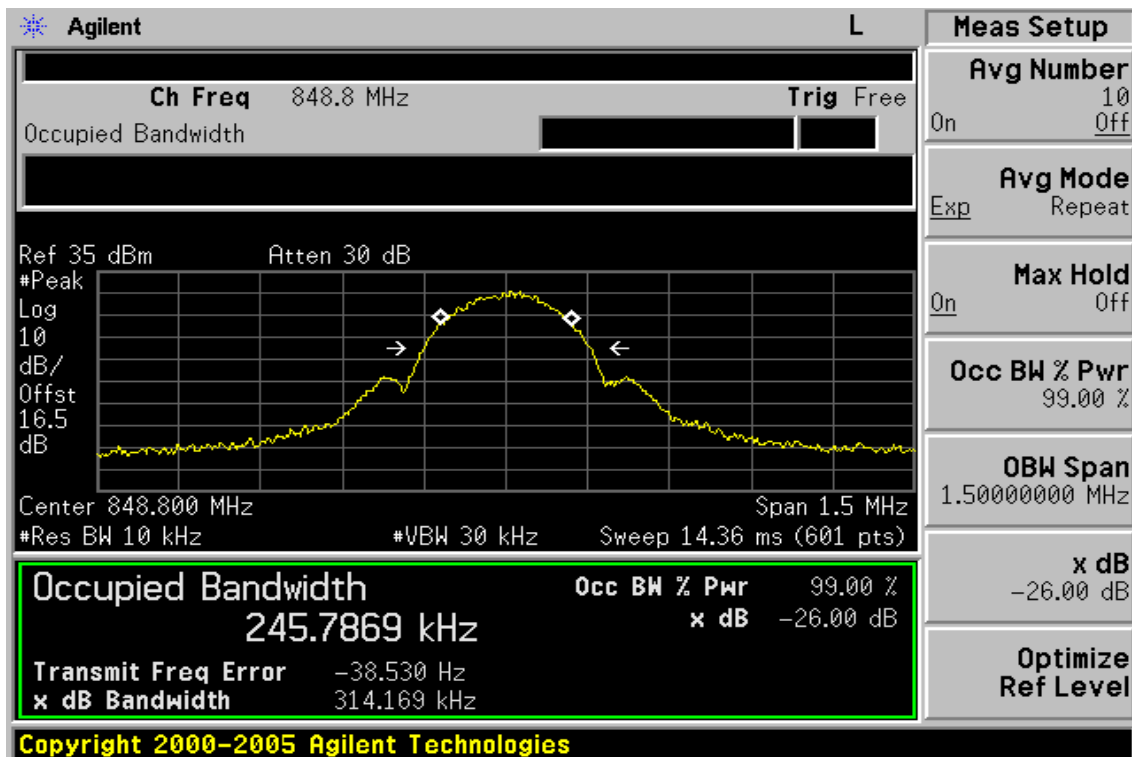 Agilent L
Ch Freq 848.8 MHz Trig Free
Occupied Bandwidth
Ref 35 dBm Atten 30 dB
#Peak
Log
10
dB/
Offst
16.5
dB
Center 848.800 MHz Span 1.5 MHz
#Res BW 10 kHz #VBW 30 kHz Sweep 14.36 ms (601 pts)
Occupied Bandwidth Occ BW % Pwr 99.00 %
245.7869 kHz x dB -26.00 dB
Transmit Freq Error -38.530 Hz
x dB Bandwidth 314.169 kHz
Copyright 2000-2005 Agilent Technologies
Meas Setup
Avg Number
10
On Off
Avg Mode
Exp Repeat
Max Hold
On Off
Occ BW % Pwr
99.00 %
OBW Span
1.50000000 MHz
x dB
-26.00 dB
Optimize
Ref Level